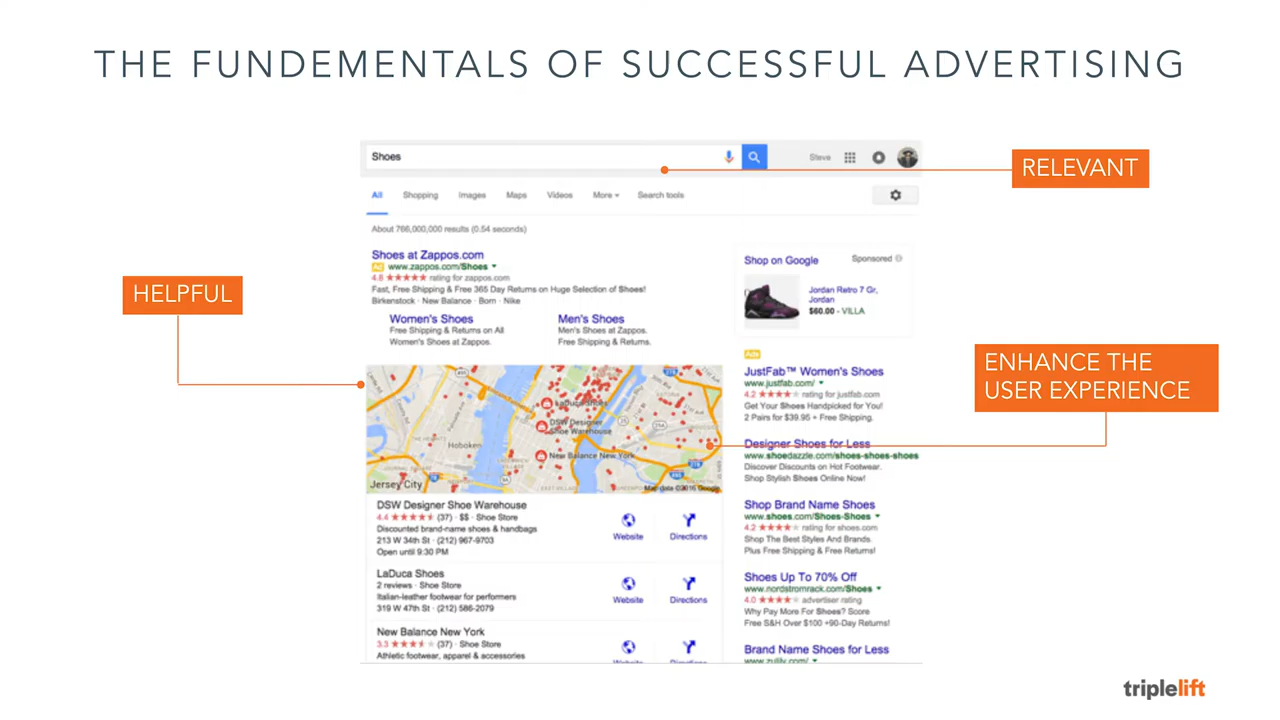 THE FUNDEMENTALS OF SUCCESSFUL ADVERTISING
Shoes
Steve
RELEVANT
All Shopping Images Maps Videos More Search tools
About 766,000,000 results (0.54 seconds)
Shoes at Zappos.com
Ad www.zappos.com/Shoes
4.6 ★★★★★ rating for zappos.com
Fast, Free Shipping & Free 365 Day Returns on Huge Selection of Shoes!
Birkenstock · New Balance · Born · Nike
Women's Shoes
Free Shipping & Returns on All
Women's Shoes at Zappos.
Men's Shoes
Men's Shoes at Zappos.
Free Shipping & Returns.
Shop on Google Sponsored
Jordan Retro 7 Gr,
Jordan
$60.00 - VILLA
HELPFUL
ENHANCE THE
USER EXPERIENCE
LaDuca Shoes
DSW Designer
Shoe Warehouse
Hoboken
New Balance New York
Jersey City
Map data ©2016 Google
DSW Designer Shoe Warehouse
4.4 ★★★★★ (37) · $$ · Shoe Store
Discounted brand-name shoes & handbags
213 W 34th St · (212) 967-9703
Open until 9:30 PM
Website Directions
LaDuca Shoes
2 reviews · Shoe Store
Italian-leather footwear for performers
319 W 47th St · (212) 586-2079
Website Directions
New Balance New York
3.3 ★★★★★ (37) · Shoe Store
Athletic footwear, apparel & accessories
Website Directions
Ads
JustFab™ Women's Shoes
www.justfab.com/
4.2 ★★★★★ rating for justfab.com
Get Your Shoes Handpicked for You!
2 Pairs for $39.95 + Free Shipping.
Designer Shoes for Less
www.shoedazzle.com/shoes-shoes-shoes
Discover Discounts on Hot Footwear.
Shop Stylish Shoes Online Now!
Shop Brand Name Shoes
www.shoes.com/Shoes-Shoes
4.2 ★★★★★ rating for shoes.com
Shop The Best Styles And Brands.
Plus Free Shipping & Free Returns!
Shoes Up To 70% Off
www.nordstromrack.com/Shoes
4.0 ★★★★★ advertiser rating
Why Pay More For Shoes? Score
Free S&H Over $100 +90-Day Returns!
Brand Name Shoes for Less
www.zulily.com/
triplelift